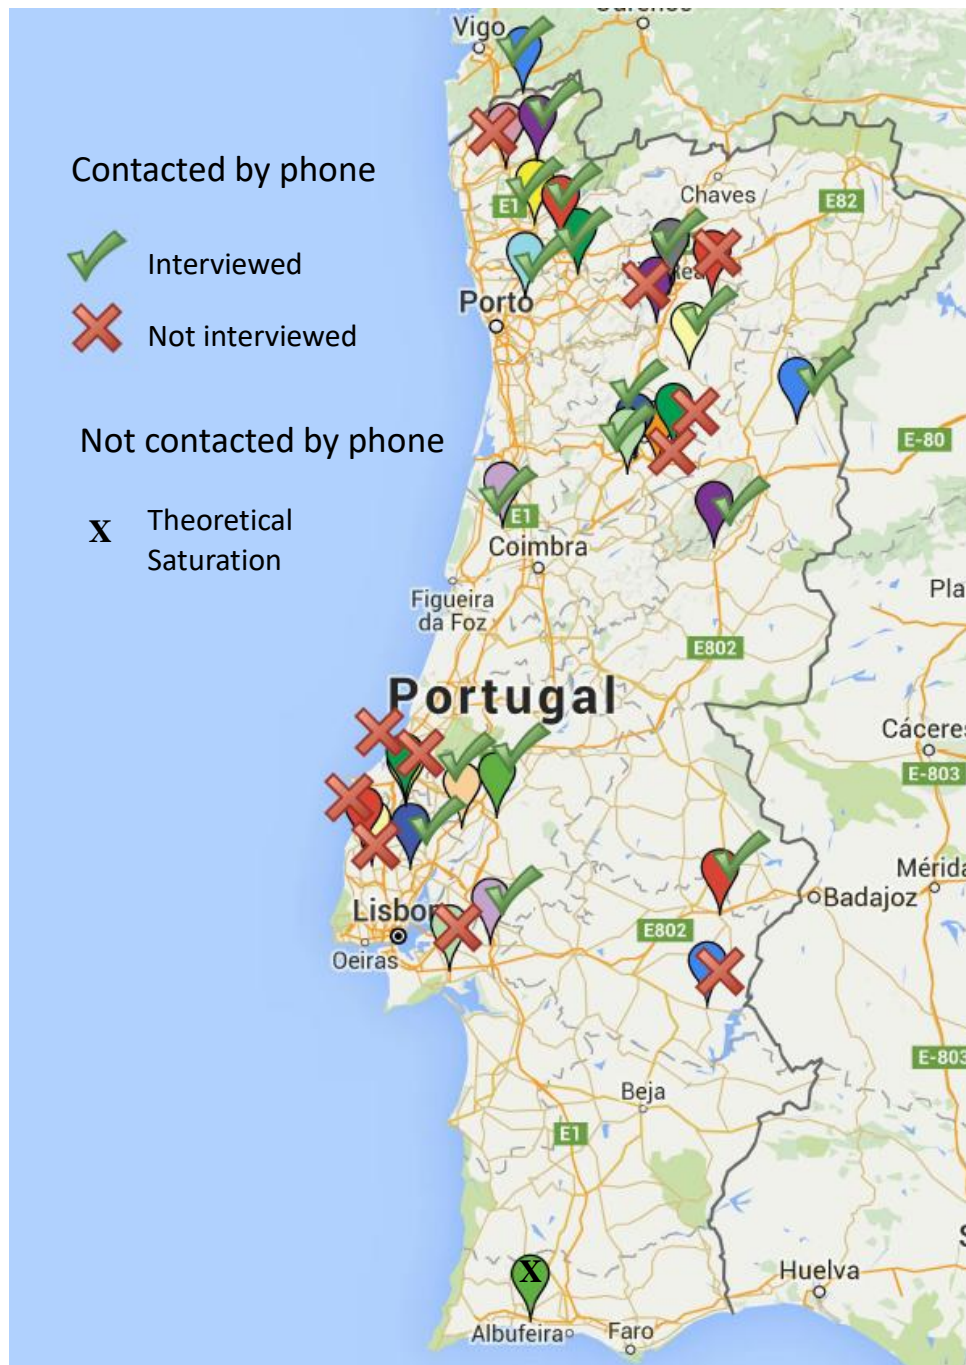 Vigo
Contacted by phone
Chaves
E1
E82
Interviewed
Porto
Not interviewed
Not contacted by phone
E-80
X Theoretical
Saturation
E1
Coimbra
Figueira
da Foz
Pla
E802
Portugal
Cáceres
E-803
Mérida
Badajoz
Lisbon
E802
Oeiras
E-803
Beja
E1
X
Huelva
Albufeira
Faro